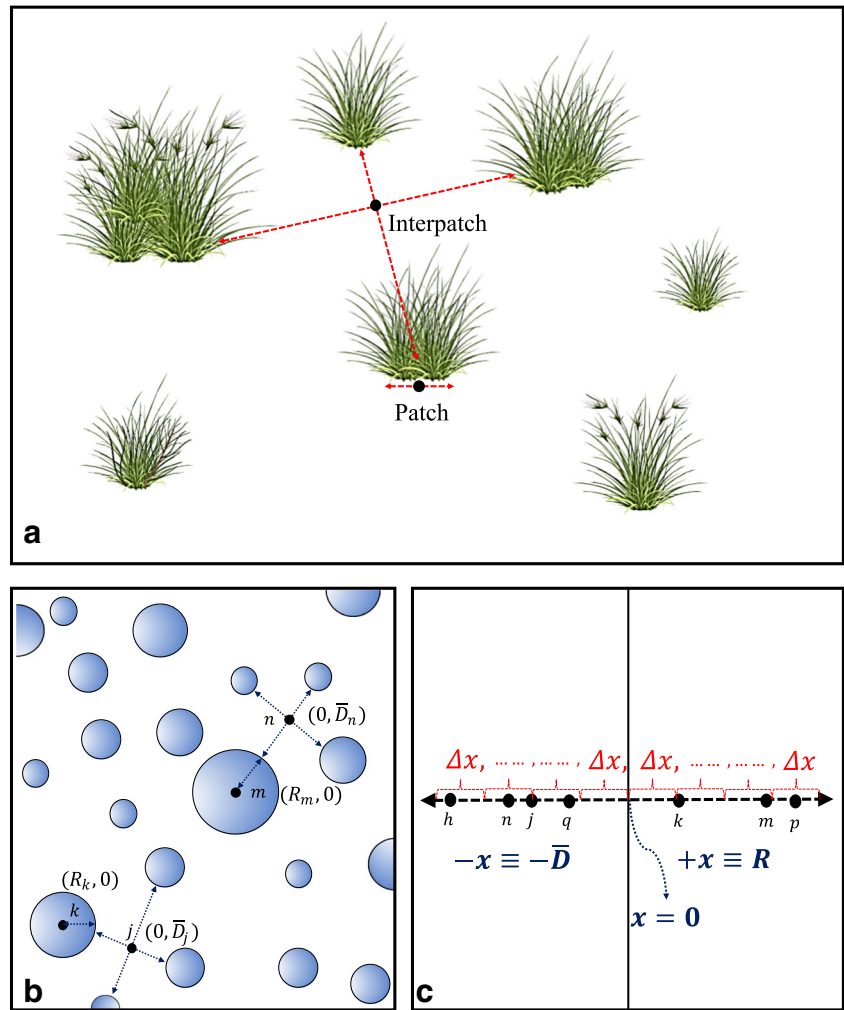 Interpatch
Patch
a
n (0, D̅ₙ)
m (Rₘ, 0)
(Rₖ, 0)
k
j (0, D̅ⱼ)
b
Δx, ... ... , ... ... , Δx, Δx, ... ... , ... ... , Δx
h n j q k m p
−x ≡ −D̅ +x ≡ R
x = 0
c